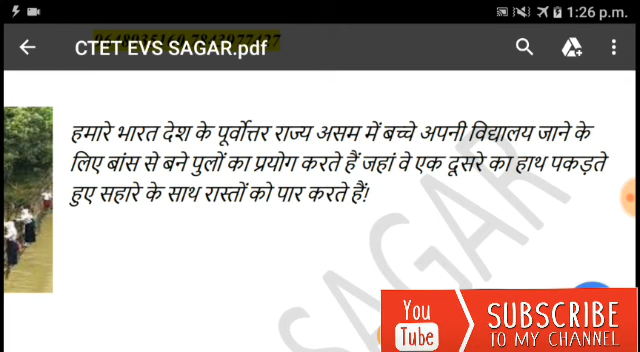 1:26 p.m.
CTET EVS SAGAR.pdf
हमारे भारत देश के पूर्वोत्तर राज्य असम में बच्चे अपनी विद्यालय जाने के
लिए बांस से बने पुलों का प्रयोग करते हैं जहां वे एक दूसरे का हाथ पकड़ते
हुए सहारे के साथ रास्तों को पार करते हैं!
SAGAR
You
Tube
SUBSCRIBE
TO MY CHANNEL